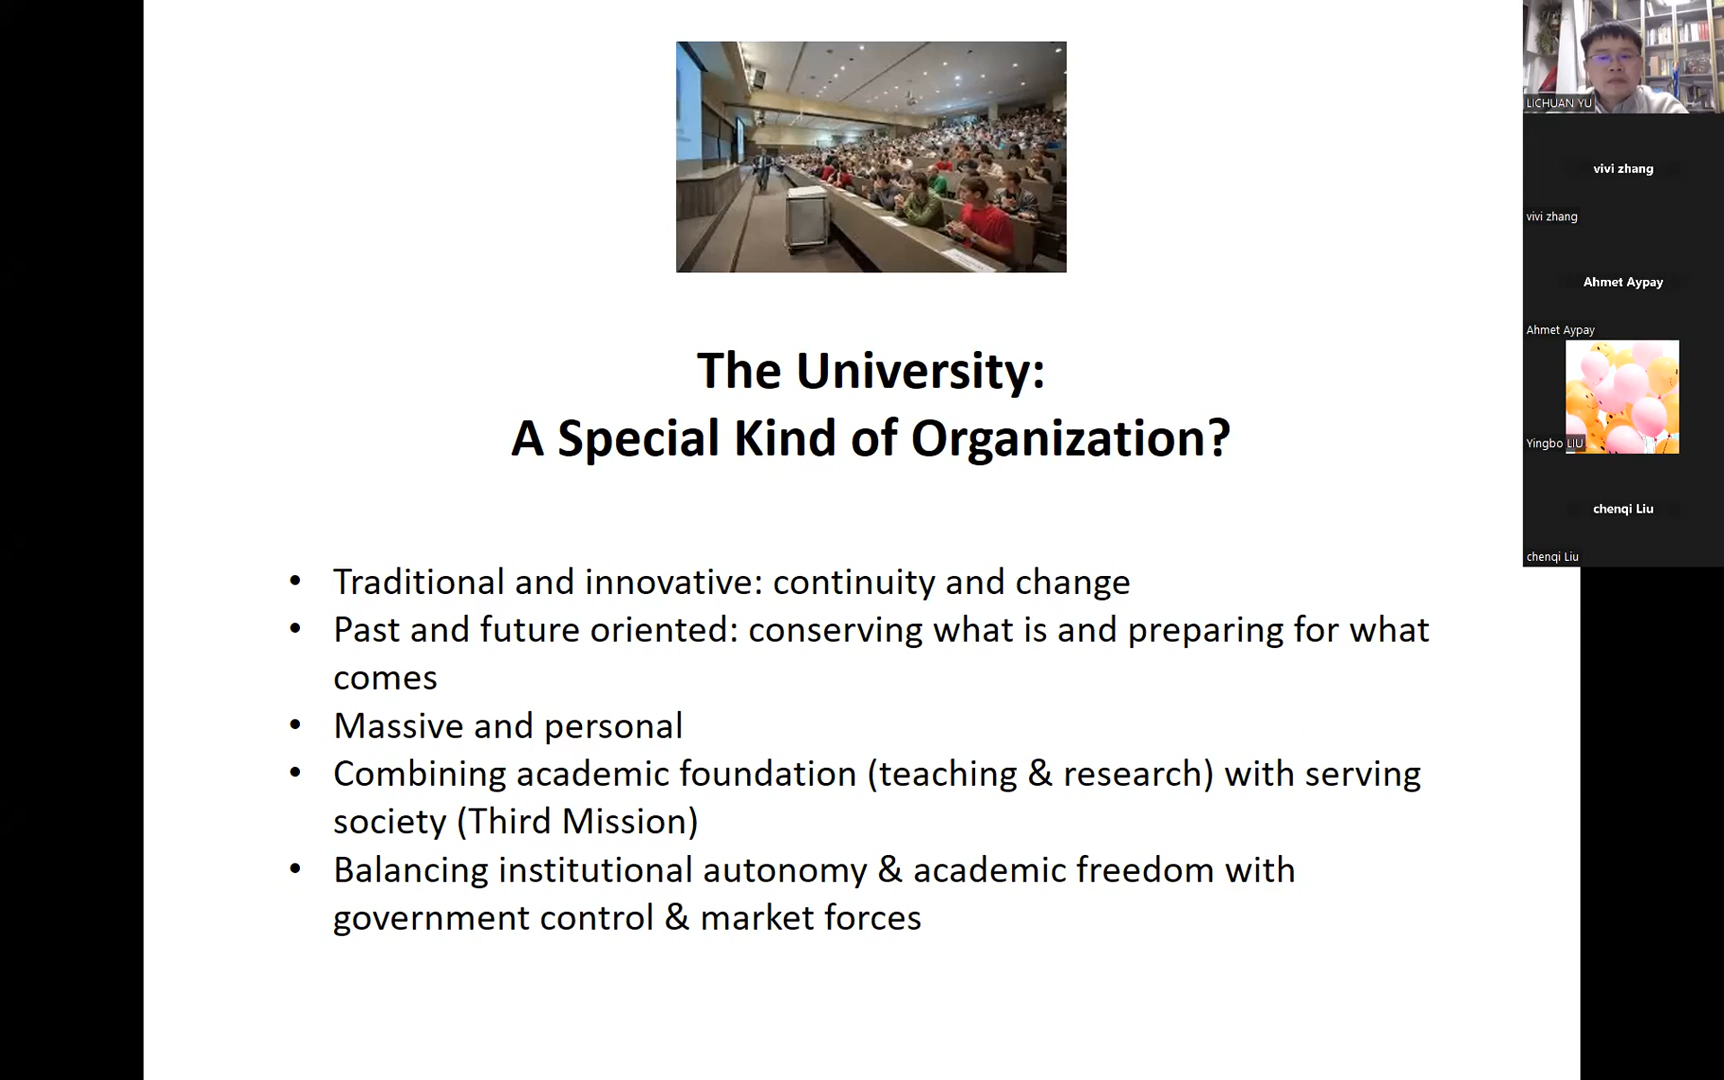 The University:
A Special Kind of Organization?
• Traditional and innovative: continuity and change
• Past and future oriented: conserving what is and preparing for what
comes
• Massive and personal
• Combining academic foundation (teaching & research) with serving
society (Third Mission)
• Balancing institutional autonomy & academic freedom with
government control & market forces
LICHUAN YU
vivi zhang
vivi zhang
Ahmet Aypay
Ahmet Aypay
Yingbo LIU
chenqi Liu
chenqi Liu